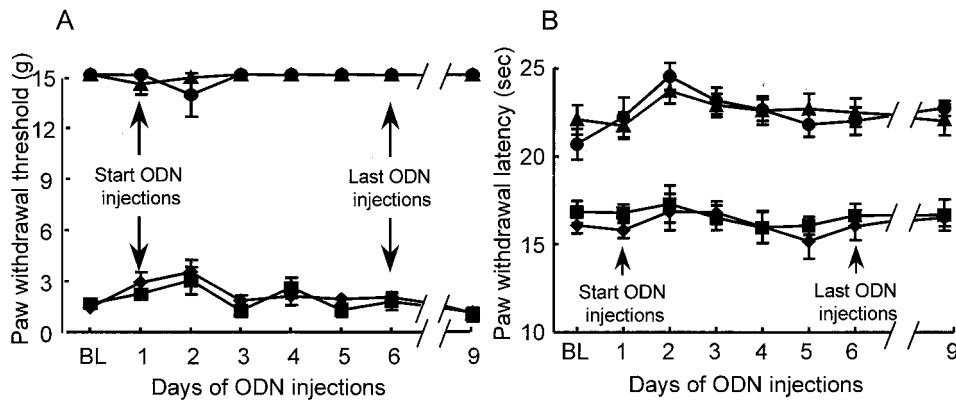 A
Paw withdrawal threshold (g)
15
12
9
6
3
0
Start ODN
injections
Last ODN
injections
BL 1 2 3 4 5 6 9
Days of ODN injections
B
Paw withdrawal latency (sec)
25
20
15
10
Start ODN
injections
Last ODN
injections
BL 1 2 3 4 5 6 9
Days of ODN injections